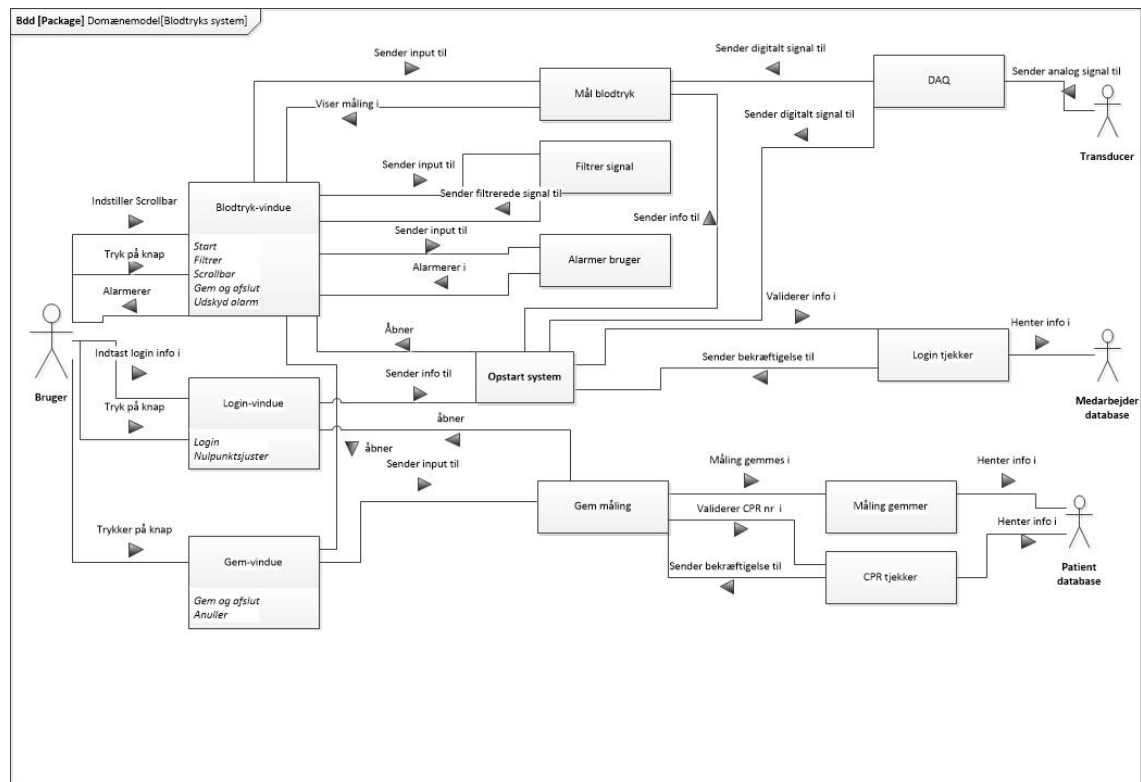 Bdd [Package] Domænemodel[Blodtryks system]
Sender input til
Sender digitalt signal til
Mål blodtryk
DAQ
Sender analog signal til
Viser måling i
Sender digitalt signal til
Transducer
Sender input til
Filtrer signal
Indstiller Scrollbar
Blodtryk-vindue
Sender filtrerede signal til
Sender info til
Sender input til
Start
Filtrer
Scrollbar
Gem og afslut
Udskyd alarm
Tryk på knap
Alarmer bruger
Alarmerer i
Alarmerer
Validerer info i
Åbner
Henter info i
Bruger
Indtast login info i
Sender info til
Opstart system
Sender bekræftigelse til
Login tjekker
Medarbejder
database
Login-vindue
Tryk på knap
Login
Nulpunktsjuster
åbner
åbner
Sender input til
Måling gemmes i
Henter info i
Gem måling
Måling gemmer
Validerer CPR nr i
Henter info i
Trykker på knap
Gem-vindue
Sender bekræftigelse til
CPR tjekker
Patient
database
Gem og afslut
Anuller